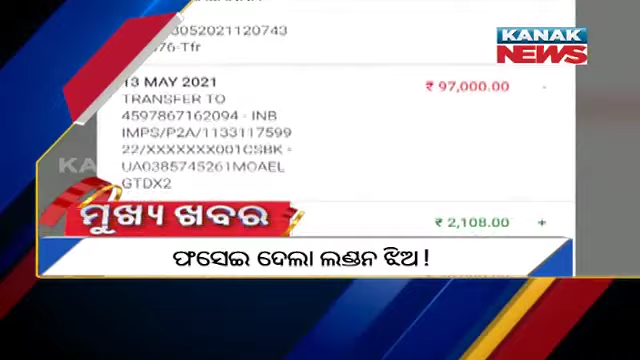 3052021120743
76-Tfr
KANAK
NEWS
13 MAY 2021
₹ 97,000.00
-
TRANSFER TO
4597867162094 - INB
IMPS/P2A/1133117599
22/XXXXXXX001CSBK -
UA0385745261MOAEL
GTDX2
KA
ମୁଖ୍ୟ ଖବର
₹ 2,108.00
+
ଫସେଇ ଦେଲା ଲଣ୍ଡନ ଝିଅ!